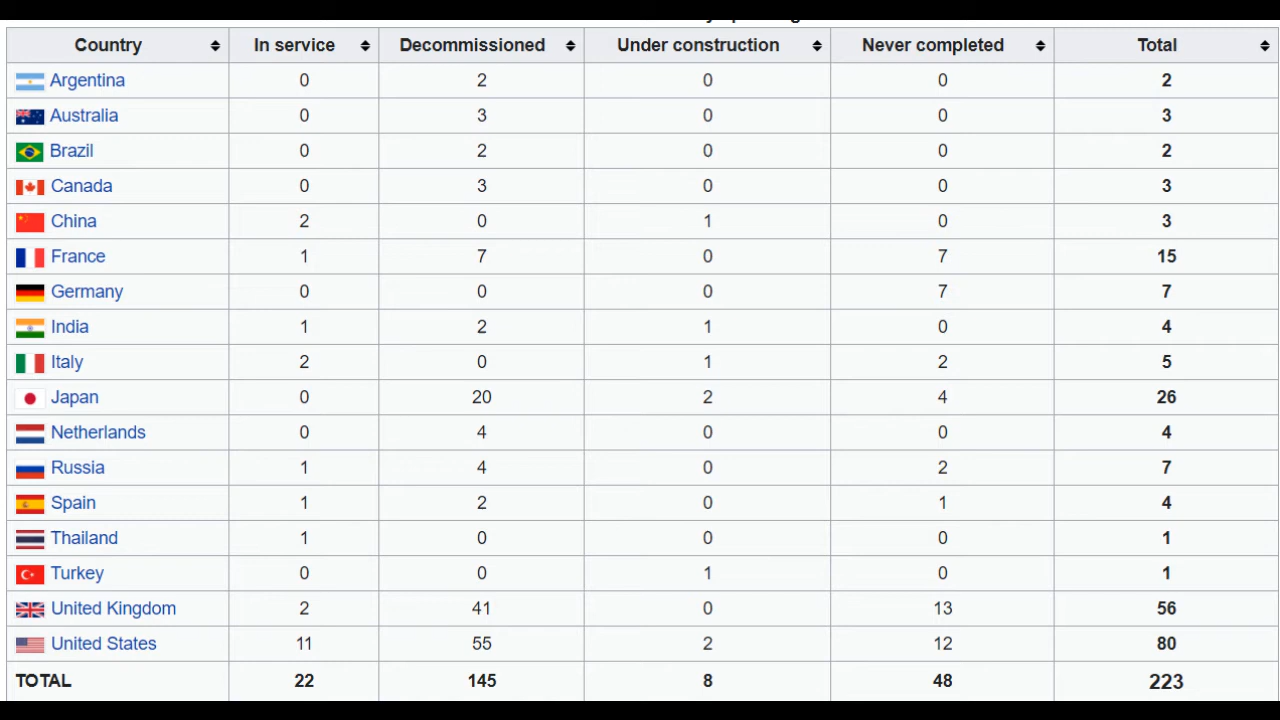 Country In service Decommissioned Under construction Never completed Total
Argentina 0 2 0 0 2
Australia 0 3 0 0 3
Brazil 0 2 0 0 2
Canada 0 3 0 0 3
China 2 0 1 0 3
France 1 7 0 7 15
Germany 0 0 0 7 7
India 1 2 1 0 4
Italy 2 0 1 2 5
Japan 0 20 2 4 26
Netherlands 0 4 0 0 4
Russia 1 4 0 2 7
Spain 1 2 0 1 4
Thailand 1 0 0 0 1
Turkey 0 0 1 0 1
United Kingdom 2 41 0 13 56
United States 11 55 2 12 80
TOTAL 22 145 8 48 223